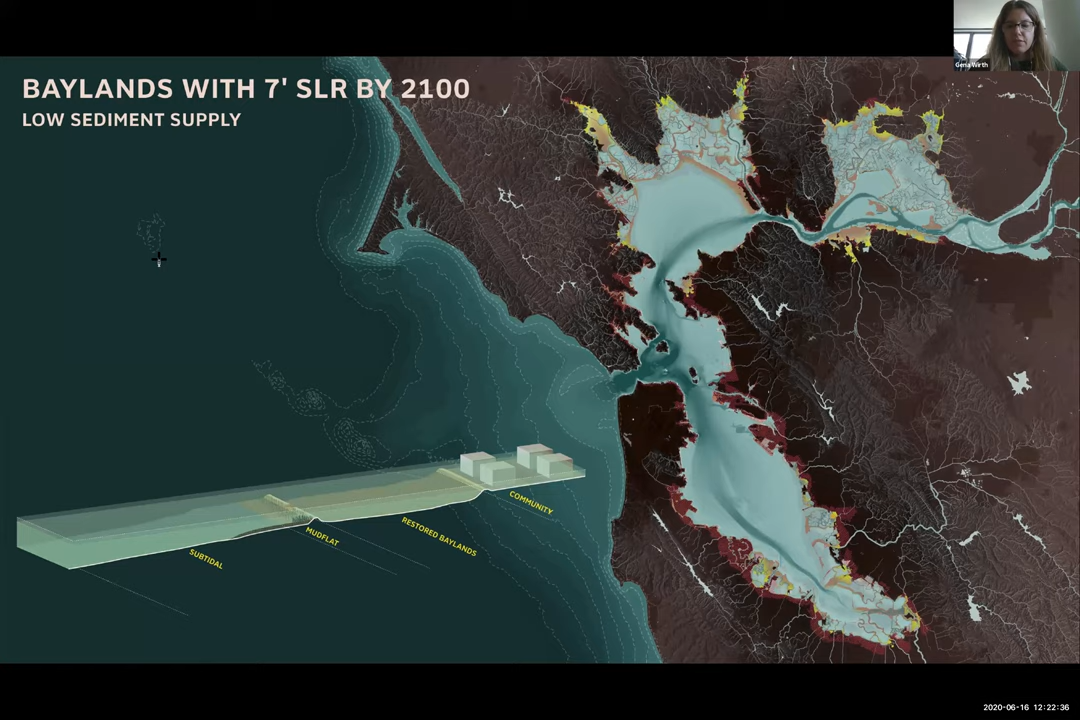 Gena Wirth
BAYLANDS WITH 7' SLR BY 2100
LOW SEDIMENT SUPPLY
COMMUNITY
RESTORED BAYLANDS
MUDFLAT
SUBTIDAL
2020-06-16 12:22:36